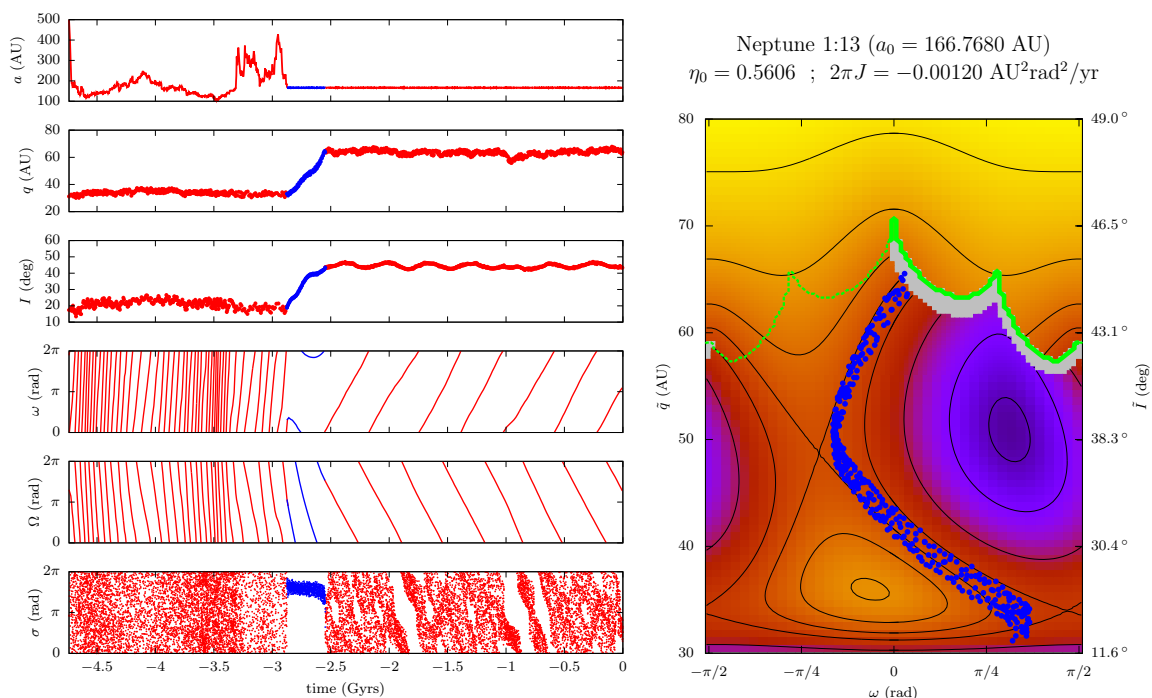 500
400
300
200
100
a (AU)
80
60
40
20
q (AU)
60
50
40
30
20
10
I (deg)
2π
π
0
ω (rad)
2π
π
0
Ω (rad)
2π
π
0
σ (rad)
−4.5 −4 −3.5 −3 −2.5 −2 −1.5 −1 −0.5 0
time (Gyrs)
Neptune 1:13 (a₀ = 166.7680 AU)
η₀ = 0.5606 ; 2πJ = −0.00120 AU²rad²/yr
80 49.0°
70 46.5°
60 43.1°
50 38.3°
40 30.4°
30 11.6°
q̃ (AU)
Ĩ (deg)
−π/2 −π/4 0 π/4 π/2
ω (rad)